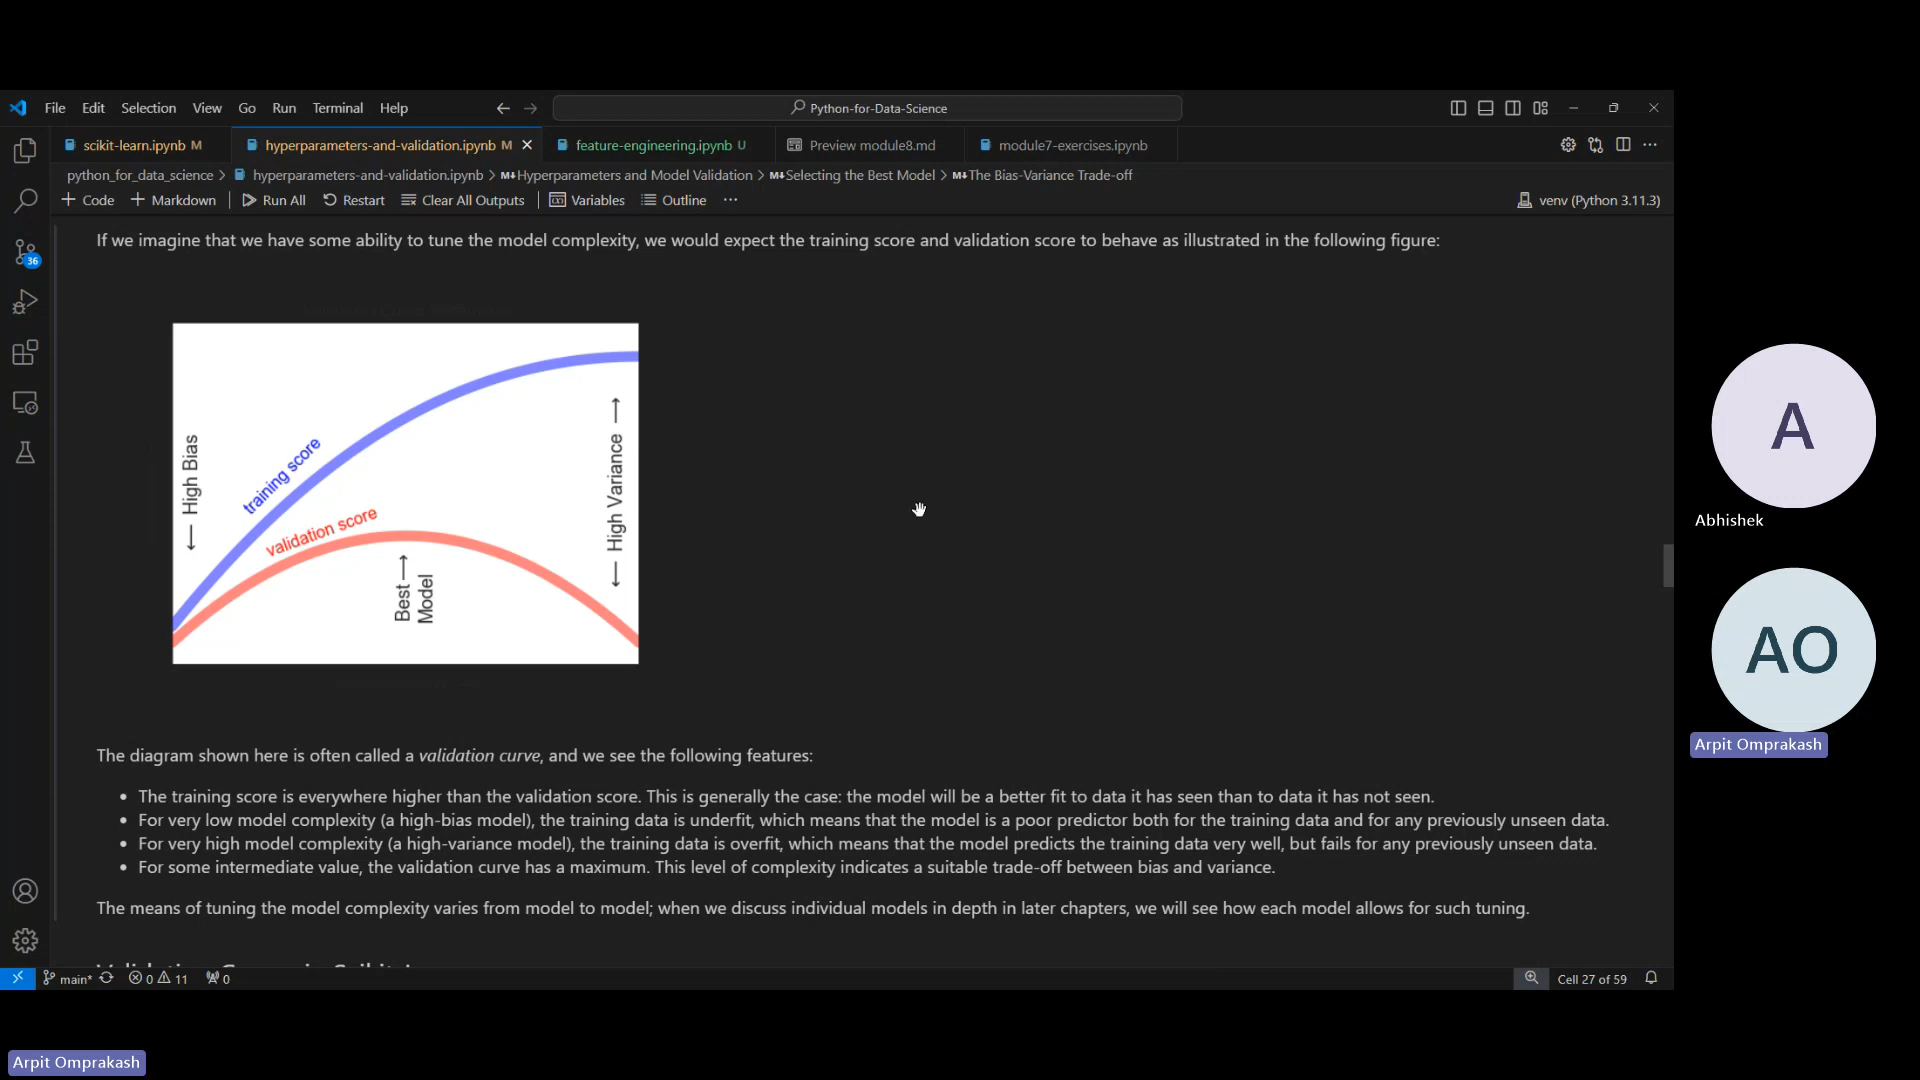 File Edit Selection View Go Run Terminal Help
Python-for-Data-Science
scikit-learn.ipynb M
hyperparameters-and-validation.ipynb M
feature-engineering.ipynb U
Preview module8.md
module7-exercises.ipynb
python_for_data_science > hyperparameters-and-validation.ipynb > M↓Hyperparameters and Model Validation > M↓Selecting the Best Model > M↓The Bias-Variance Trade-off
+ Code + Markdown | Run All Restart Clear All Outputs | Variables Outline ...
venv (Python 3.11.3)
36
If we imagine that we have some ability to tune the model complexity, we would expect the training score and validation score to behave as illustrated in the following figure:
← High Bias
training score
validation score
Best →
Model
← High Variance →
The diagram shown here is often called a validation curve, and we see the following features:
• The training score is everywhere higher than the validation score. This is generally the case: the model will be a better fit to data it has seen than to data it has not seen.
• For very low model complexity (a high-bias model), the training data is underfit, which means that the model is a poor predictor both for the training data and for any previously unseen data.
• For very high model complexity (a high-variance model), the training data is overfit, which means that the model predicts the training data very well, but fails for any previously unseen data.
• For some intermediate value, the validation curve has a maximum. This level of complexity indicates a suitable trade-off between bias and variance.
The means of tuning the model complexity varies from model to model; when we discuss individual models in depth in later chapters, we will see how each model allows for such tuning.
main* 0 11 0
Cell 27 of 59
A
Abhishek
AO
Arpit Omprakash
Arpit Omprakash